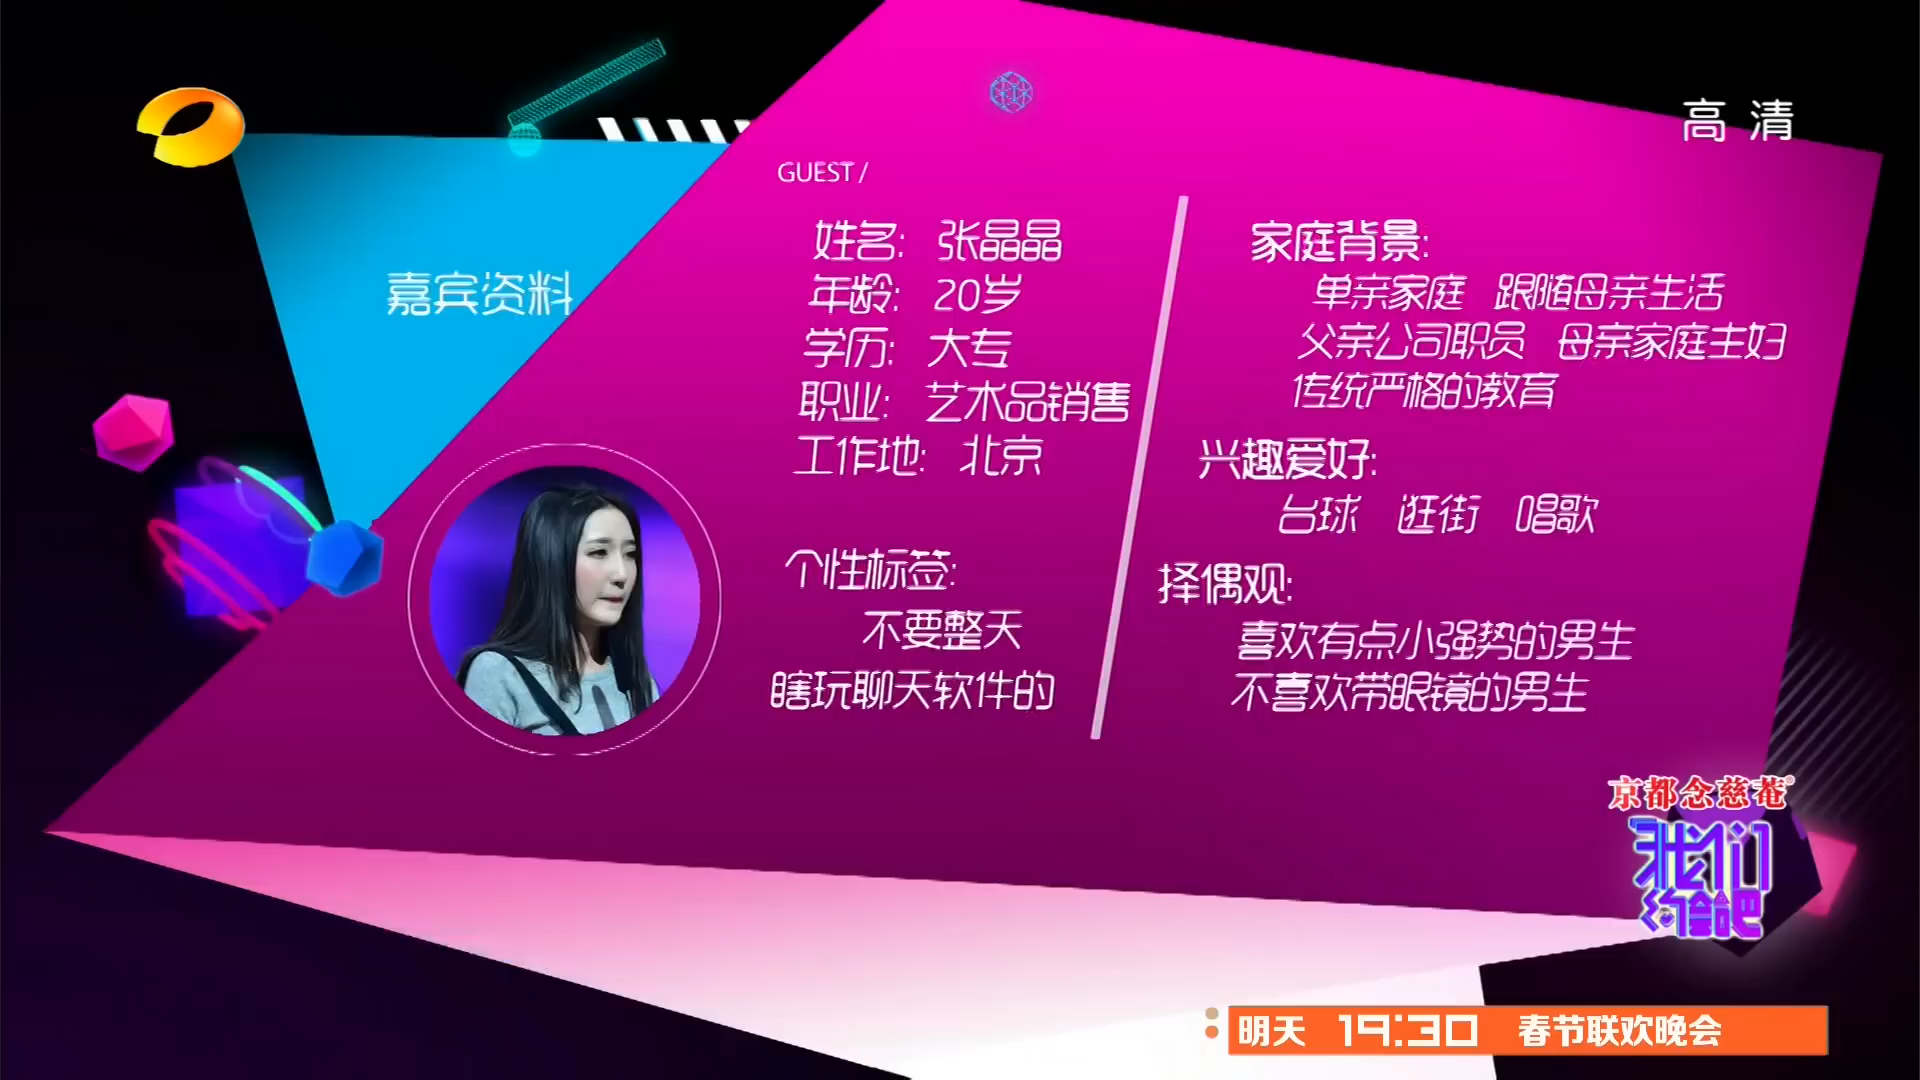 高清
嘉宾资料
GUEST /
姓名: 张晶晶
年龄: 20岁
学历: 大专
职业: 艺术品销售
工作地: 北京
个性标签:
不要整天
瞎玩聊天软件的
家庭背景:
单亲家庭 跟随母亲生活
父亲公司职员 母亲家庭主妇
传统严格的教育
兴趣爱好:
台球 逛街 唱歌
择偶观:
喜欢有点小强势的男生
不喜欢带眼镜的男生
京都念慈菴®
我们
约会吧
明天 19:30 春节联欢晚会